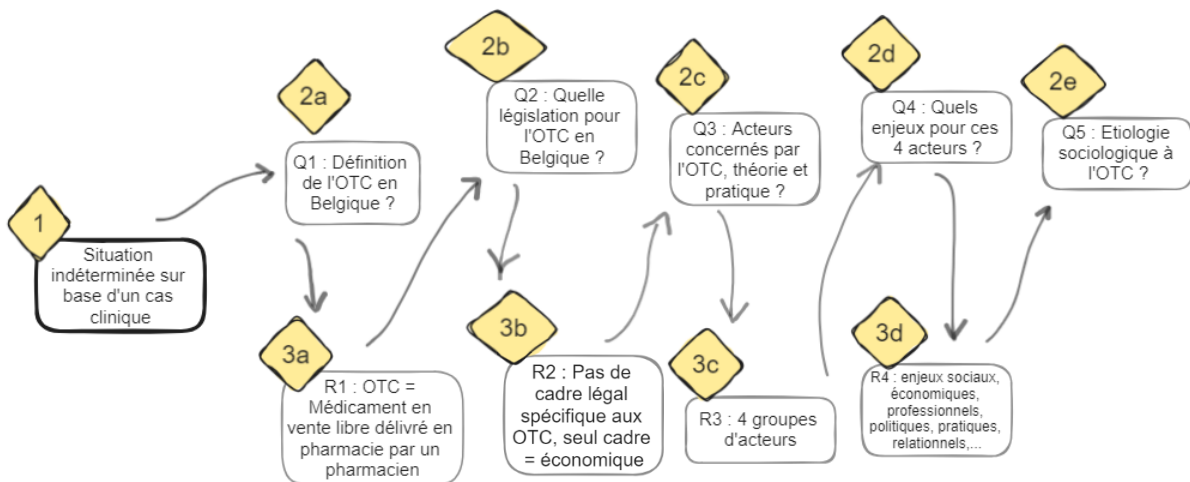 1
Situation
indéterminée sur
base d'un cas
clinique
2a
Q1 : Définition
de l'OTC en
Belgique ?
3a
R1 : OTC =
Médicament en
vente libre délivré en
pharmacie par un
pharmacien
2b
Q2 : Quelle
législation pour
l'OTC en
Belgique ?
3b
R2 : Pas de
cadre légal
spécifique aux
OTC, seul cadre
= économique
2c
Q3 : Acteurs
concernés par
l'OTC, théorie et
pratique ?
3c
R3 : 4 groupes
d'acteurs
2d
Q4 : Quels
enjeux pour ces
4 acteurs ?
3d
R4 : enjeux sociaux,
économiques,
professionnels,
politiques, pratiques,
relationnels,...
2e
Q5 : Etiologie
sociologique à
l'OTC ?